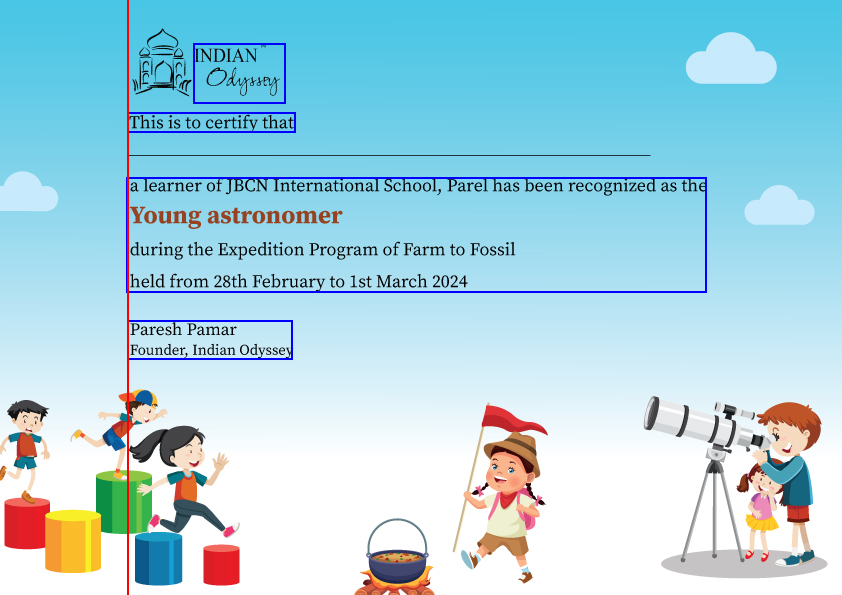 INDIAN
Odyssey
This is to certify that
a learner of JBCN International School, Parel has been recognized as the
Young astronomer
during the Expedition Program of Farm to Fossil
held from 28th February to 1st March 2024
Paresh Pamar
Founder, Indian Odyssey